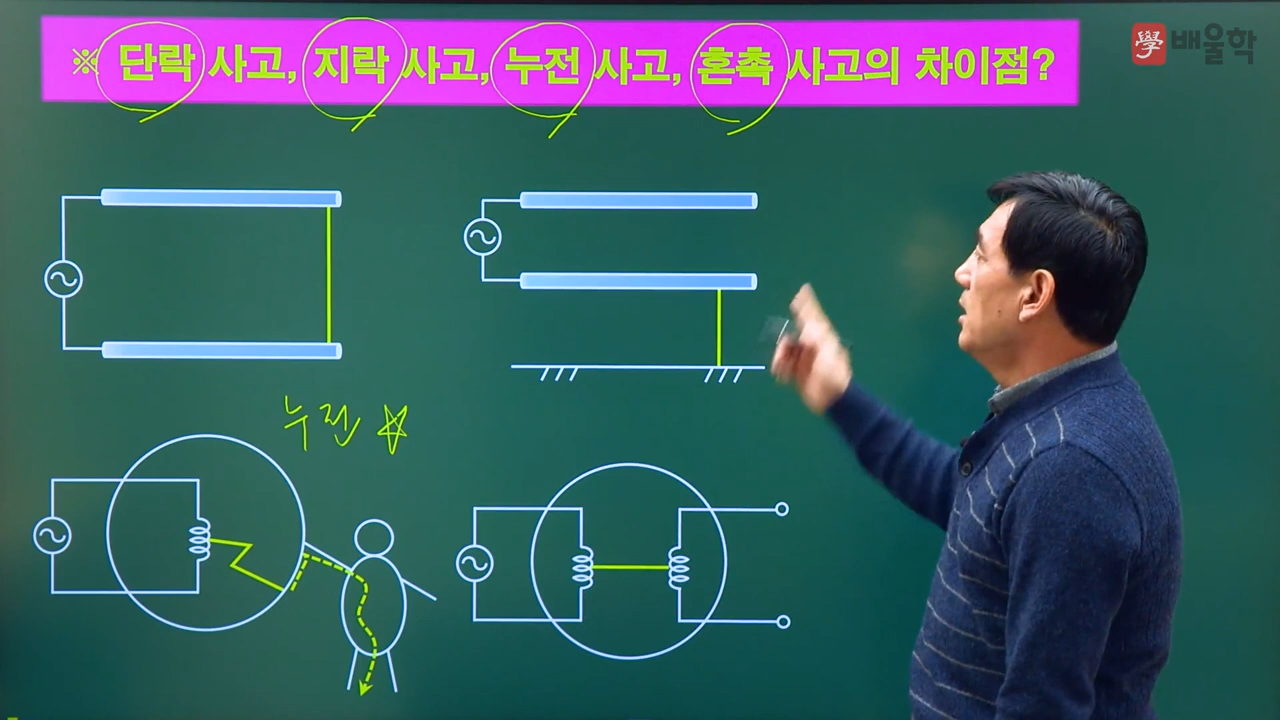 ※ 단락 사고, 지락 사고, 누전 사고, 혼촉 사고의 차이점?
學 배울학
누전 ☆